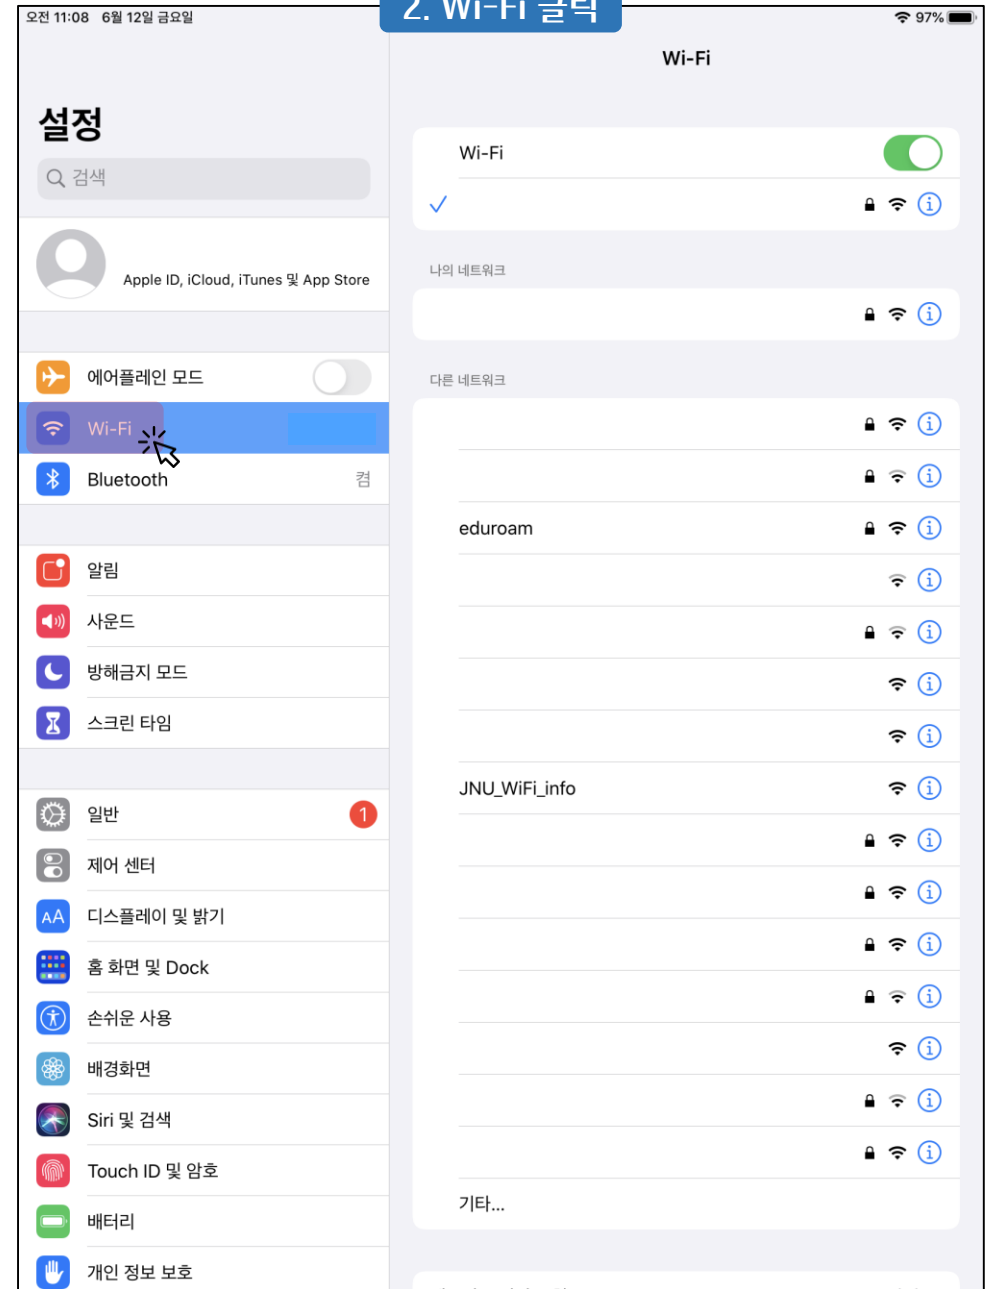 2. Wi-Fi 클릭
오전 11:08 6월 12일 금요일
97%
Wi-Fi
설정
검색
Apple ID, iCloud, iTunes 및 App Store
에어플레인 모드
Wi-Fi
Bluetooth 켬
알림
사운드
방해금지 모드
스크린 타임
일반 1
제어 센터
AA 디스플레이 및 밝기
홈 화면 및 Dock
손쉬운 사용
배경화면
Siri 및 검색
Touch ID 및 암호
배터리
개인 정보 보호
Wi-Fi
나의 네트워크
다른 네트워크
eduroam
JNU_WiFi_info
기타...